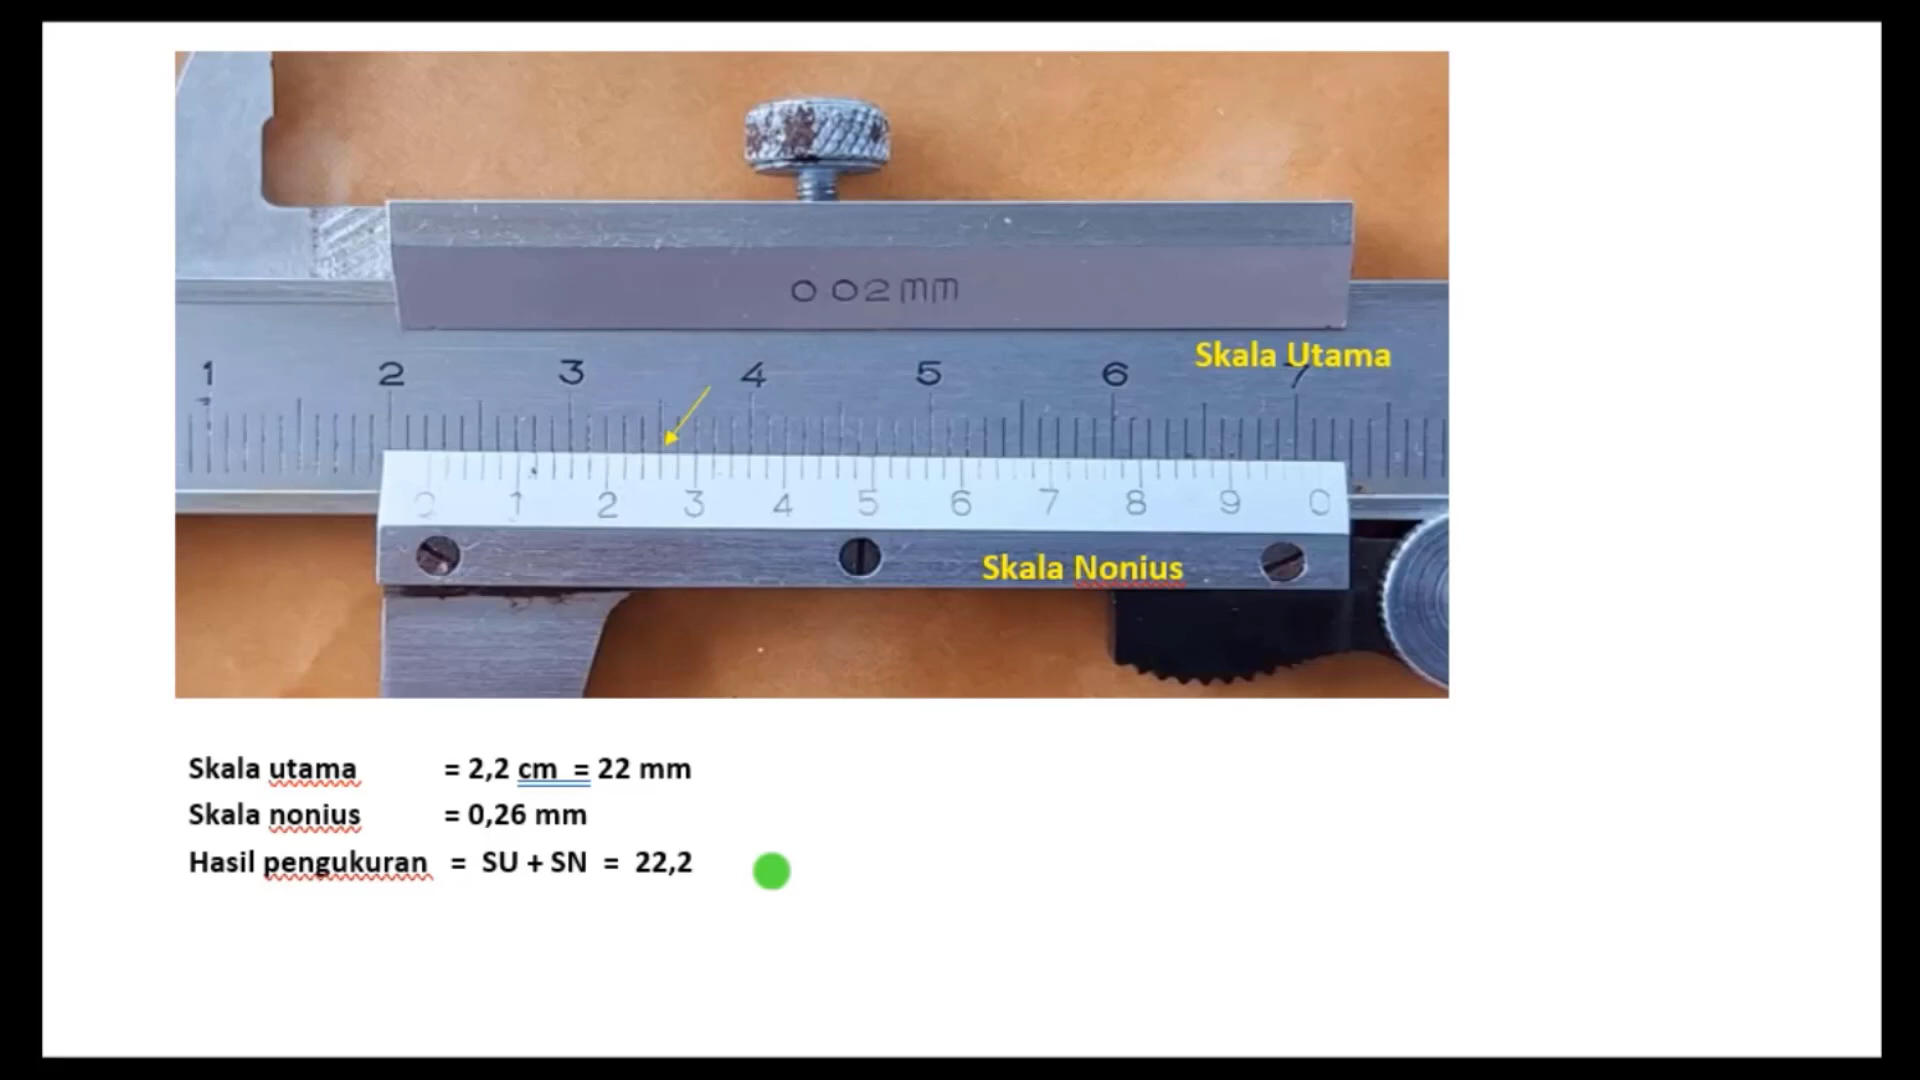 0 02mm
Skala Utama
1 2 3 4 5 6 7
0 1 2 3 4 5 6 7 8 9 0
Skala Nonius
Skala utama = 2,2 cm = 22 mm
Skala nonius = 0,26 mm
Hasil pengukuran = SU + SN = 22,2